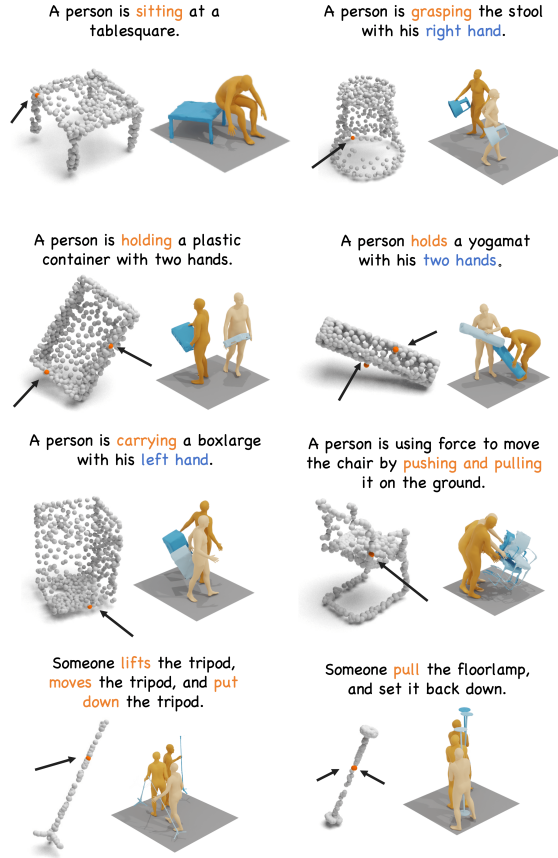 A person is sitting at a
tablesquare.
A person is grasping the stool
with his right hand.
A person is holding a plastic
container with two hands.
A person holds a yogamat
with his two hands。
A person is carrying a boxlarge
with his left hand.
A person is using force to move
the chair by pushing and pulling
it on the ground.
Someone lifts the tripod,
moves the tripod, and put
down the tripod.
Someone pull the floorlamp,
and set it back down.